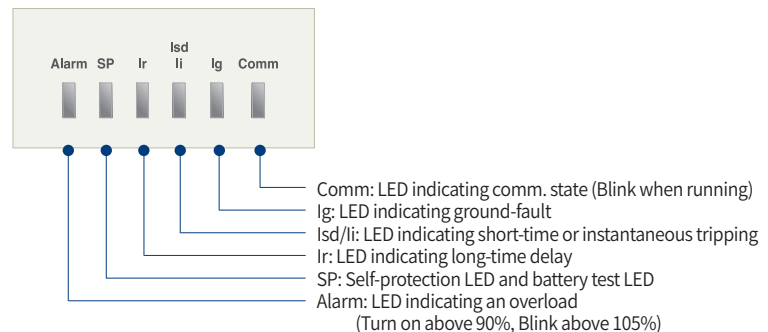 Isd
Alarm SP Ir Ii Ig Comm
Comm: LED indicating comm. state (Blink when running)
Ig: LED indicating ground-fault
Isd/Ii: LED indicating short-time or instantaneous tripping
Ir: LED indicating long-time delay
SP: Self-protection LED and battery test LED
Alarm: LED indicating an overload
(Turn on above 90%, Blink above 105%)